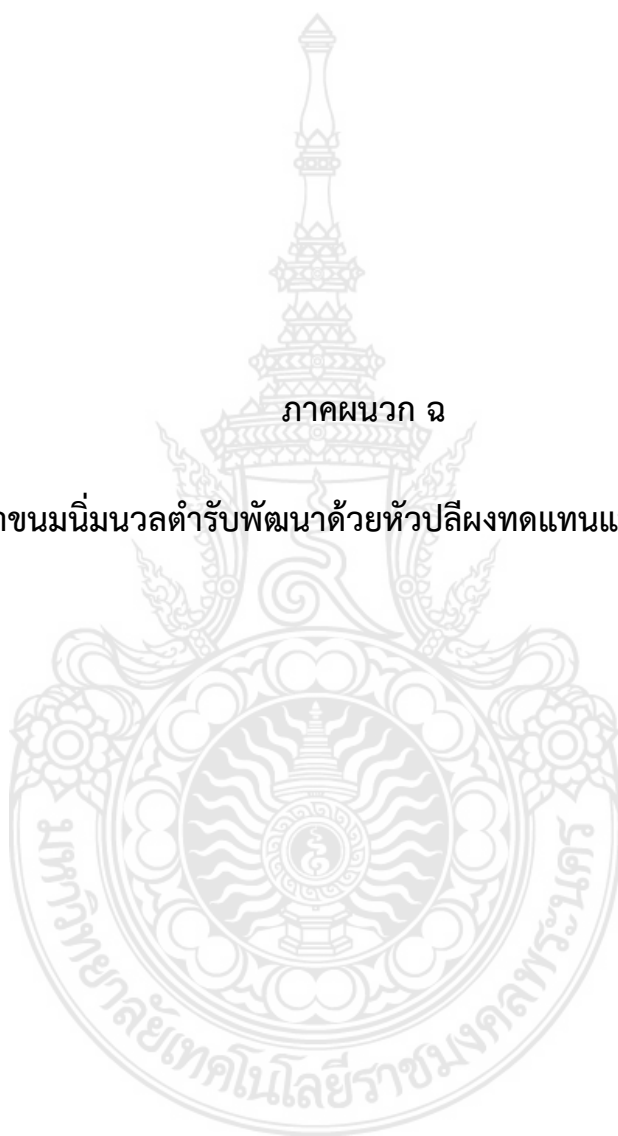 ภาคผนวก ฉ
ขนมนิ่มนวลตำรับพัฒนาด้วยหัวปลีผงทดแทน
มหาวิทยาลัยเทคโนโลยีราชมงคลพระนคร